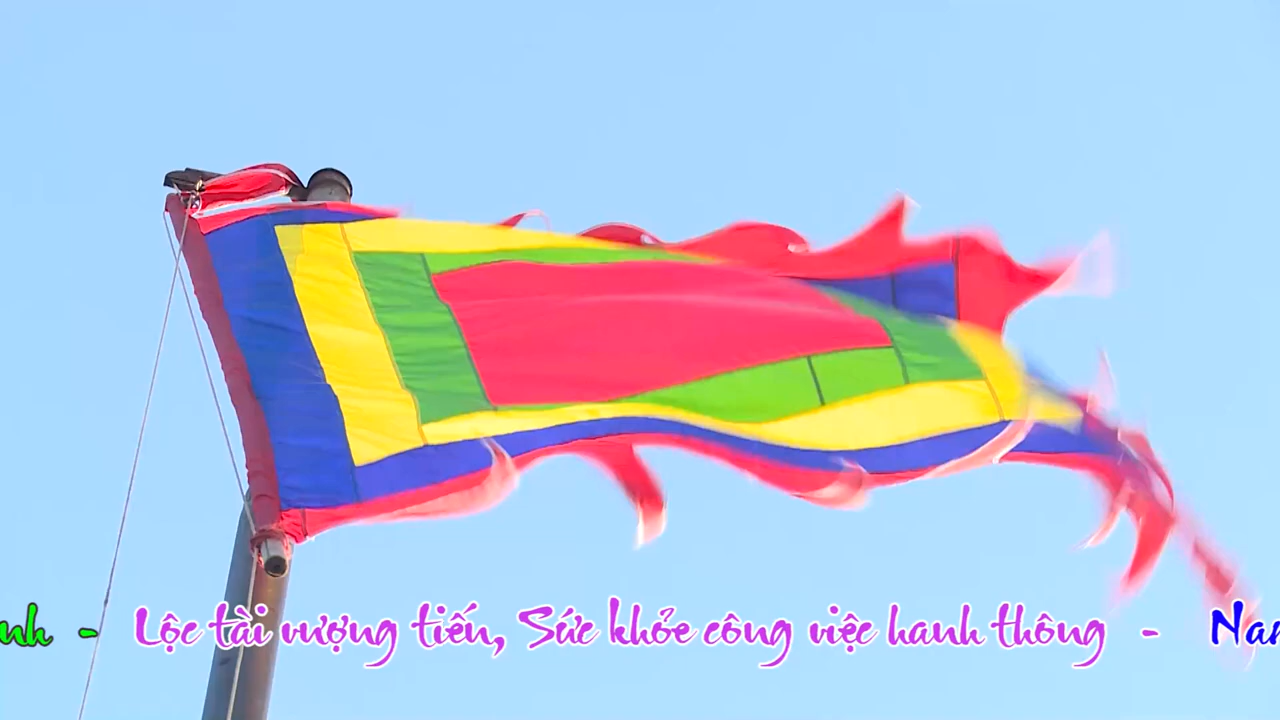 - Lộc tài vượng tiến, Sức khỏe công việc hanh thông -